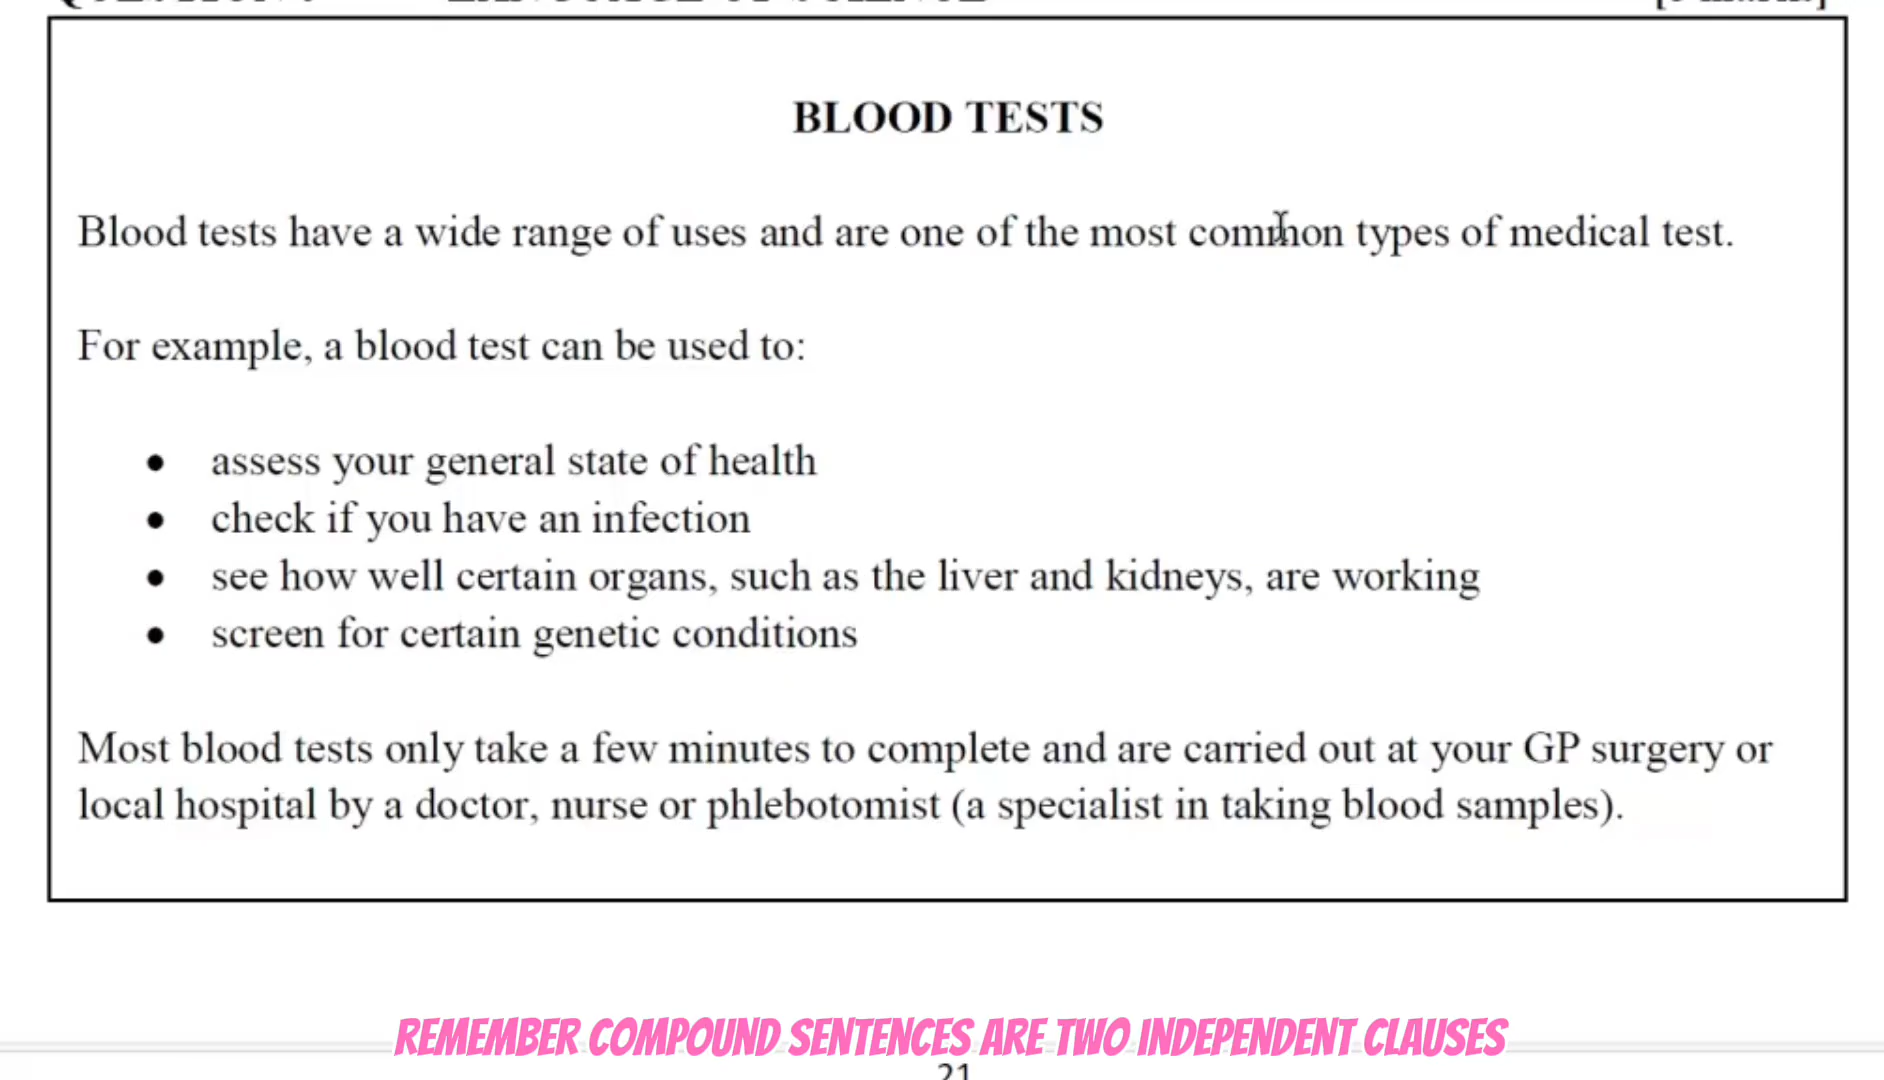 BLOOD TESTS
Blood tests have a wide range of uses and are one of the most common types of medical test.
For example, a blood test can be used to:
• assess your general state of health
• check if you have an infection
• see how well certain organs, such as the liver and kidneys, are working
• screen for certain genetic conditions
Most blood tests only take a few minutes to complete and are carried out at your GP surgery or
local hospital by a doctor, nurse or phlebotomist (a specialist in taking blood samples).
REMEMBER COMPOUND SENTENCES ARE TWO INDEPENDENT CLAUSES
21